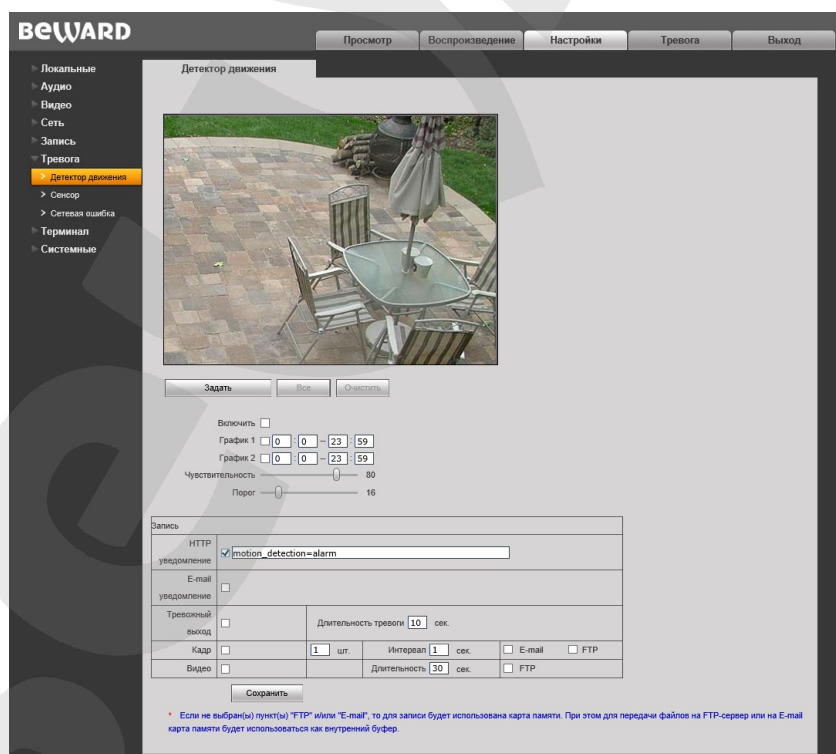 BEWARD
Просмотр Воспроизведение Настройки Тревога Выход
Локальные
Аудио
Видео
Сеть
Запись
Тревога
> Детектор движения
> Сенсор
> Сетевая ошибка
Терминал
Системные
Детектор движения
Задать Все Очистить
Включить
График 1 0 : 0 – 23 : 59
График 2 0 : 0 – 23 : 59
Чувствительность 80
Порог 16
Запись
HTTP
уведомление
motion_detection=alarm
E-mail
уведомление
Тревожный
выход
Длительность тревоги 10 сек.
Кадр 1 шт. Интервал 1 сек. E-mail FTP
Видео Длительность 30 сек. FTP
Сохранить
* Если не выбран(ы) пункт(ы) "FTP" и/или "E-mail", то для записи будет использована карта памяти. При этом для передачи файлов на FTP-сервер или на E-mail
карта памяти будет использоваться как внутренний буфер.